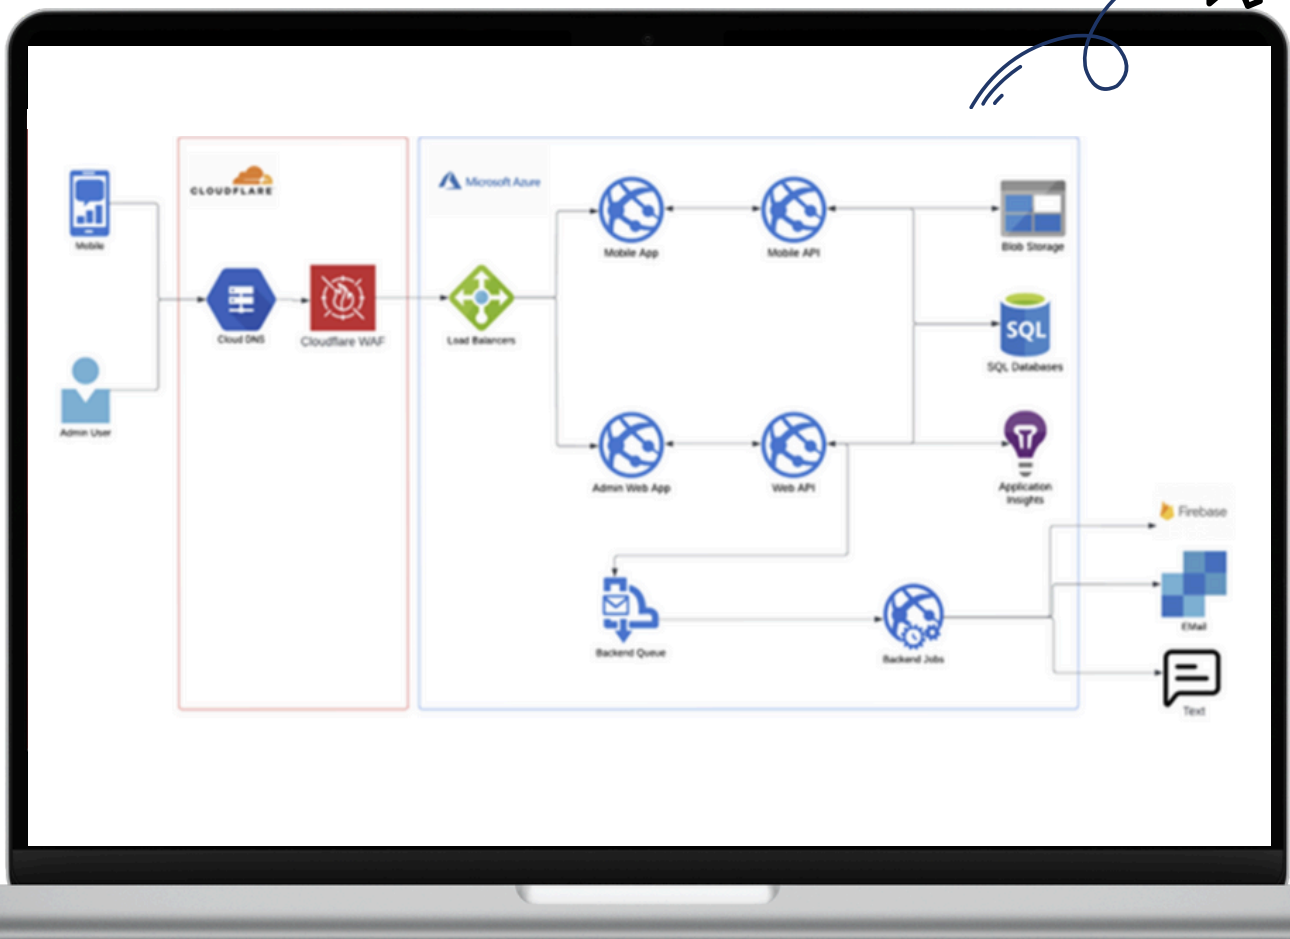 CLOUDFLARE
Microsoft Azure
Mobile
Mobile App
Mobile API
Blob Storage
Cloud DNS
Cloudflare WAF
Load Balancers
SQL
SQL Databases
Admin User
Admin Web App
Web API
Application
Insights
Firebase
EMail
Backend Queue
Backend Jobs
Text